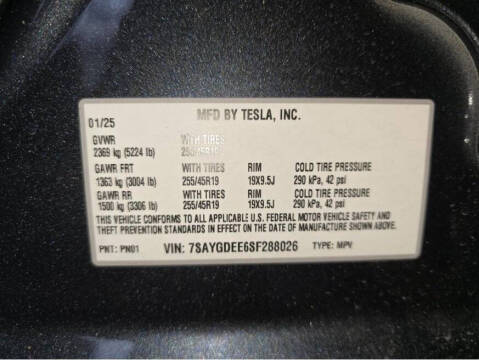 MFD BY TESLA, INC.
01/25
GVWR WITH TIRES
2369 kg (5224 lb) 255/45R19
GAWR FRT WITH TIRES RIM COLD TIRE PRESSURE
1363 kg (3004 lb) 255/45R19 19X9.5J 290 kPa, 42 psi
GAWR RR WITH TIRES RIM COLD TIRE PRESSURE
1500 kg (3306 lb) 255/45R19 19X9.5J 290 kPa, 42 psi
THIS VEHICLE CONFORMS TO ALL APPLICABLE U.S. FEDERAL MOTOR VEHICLE SAFETY AND
THEFT PREVENTION STANDARDS IN EFFECT ON THE DATE OF MANUFACTURE SHOWN ABOVE.
PNT: PN01 VIN: 7SAYGDEE6SF288026 TYPE: MPV